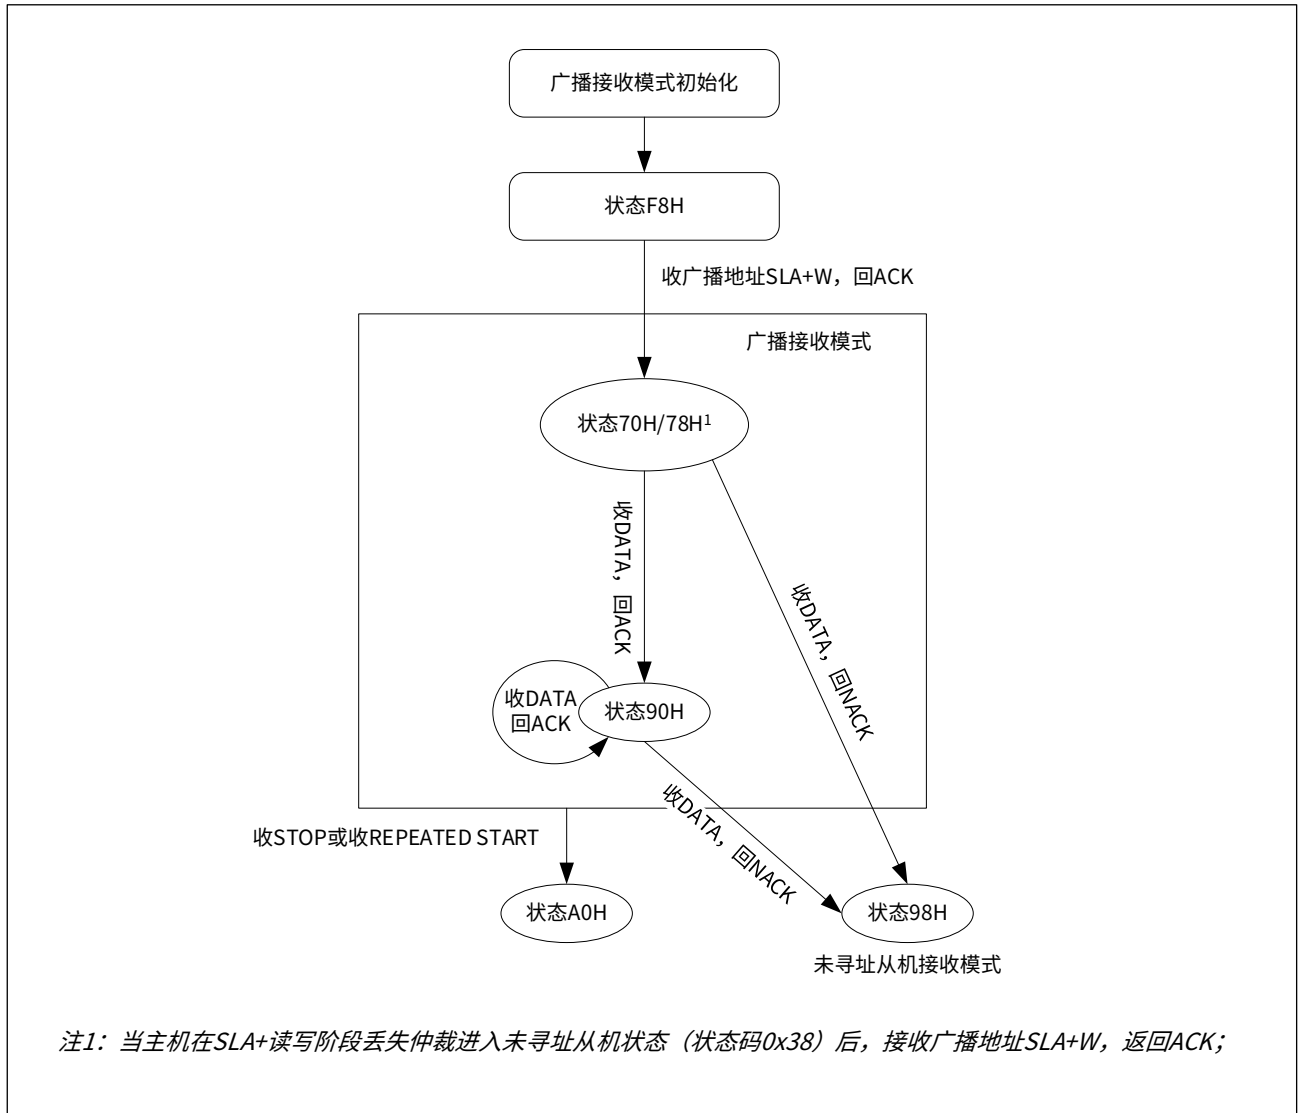 广播接收模式初始化
状态F8H
收广播地址SLA+W，回ACK
广播接收模式
状态70H/78H¹
收DATA，回ACK
收DATA，回NACK
收DATA
回ACK
状态90H
收DATA，回NACK
收STOP或收REPEATED START
状态A0H
状态98H
未寻址从机接收模式
注1：当主机在SLA+读写阶段丢失仲裁进入未寻址从机状态（状态码0x38）后，接收广播地址SLA+W，返回ACK；